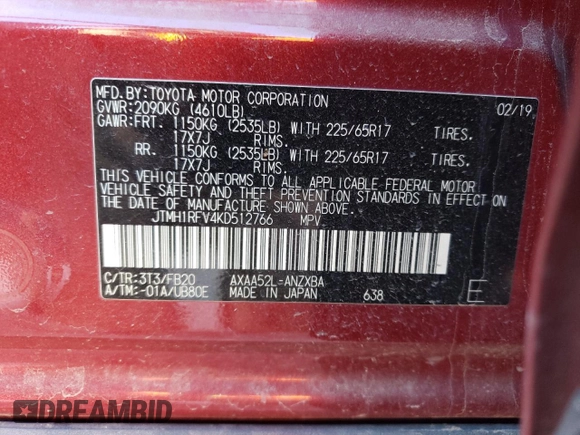 MFD.BY:TOYOTA MOTOR CORPORATION 02/19
GVWR:2090KG (4610LB)
GAWR:FRT. 1150KG (2535LB) WITH 225/65R17 TIRES.
17X7J RIMS.
RR. 1150KG (2535LB) WITH 225/65R17 TIRES.
17X7J RIMS.
THIS VEHICLE CONFORMS TO ALL APPLICABLE FEDERAL MOTOR
VEHICLE SAFETY AND THEFT PREVENTION STANDARDS IN EFFECT ON
THE DATE OF MANUFACTURE SHOWN ABOVE.
JTMH1RFV4KD512766 MPV
C/TR:3T3/FB20 AXAA52L-ANZXBA
A/TM:-01A/UB80E MADE IN JAPAN 638 E
DREAMBID